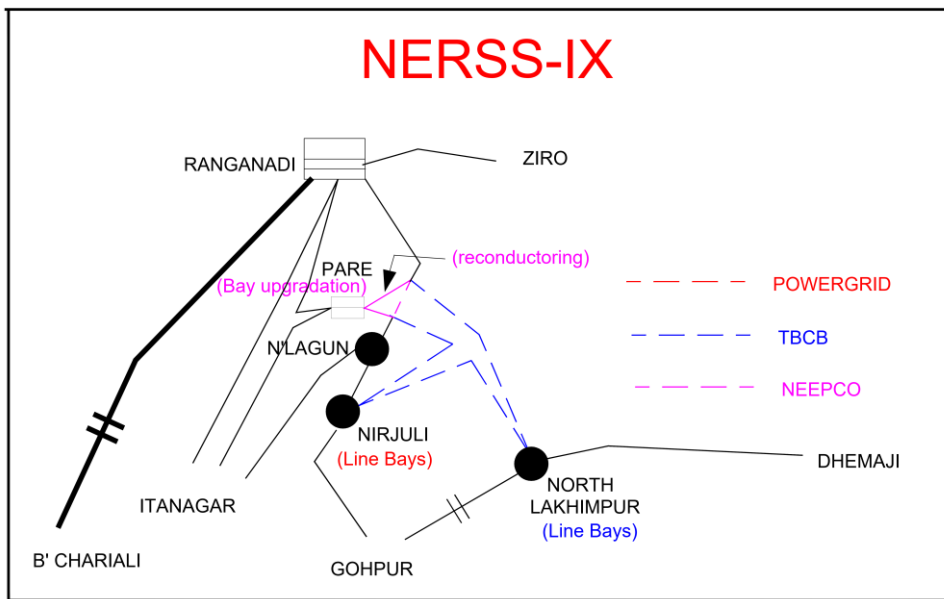 NERSS-IX
RANGANADI
ZIRO
PARE
(reconductoring)
(Bay upgradation)
POWERGRID
N'LAGUN
TBCB
NEEPCO
NIRJULI
(Line Bays)
DHEMAJI
NORTH
LAKHIMPUR
(Line Bays)
ITANAGAR
B' CHARIALI
GOHPUR